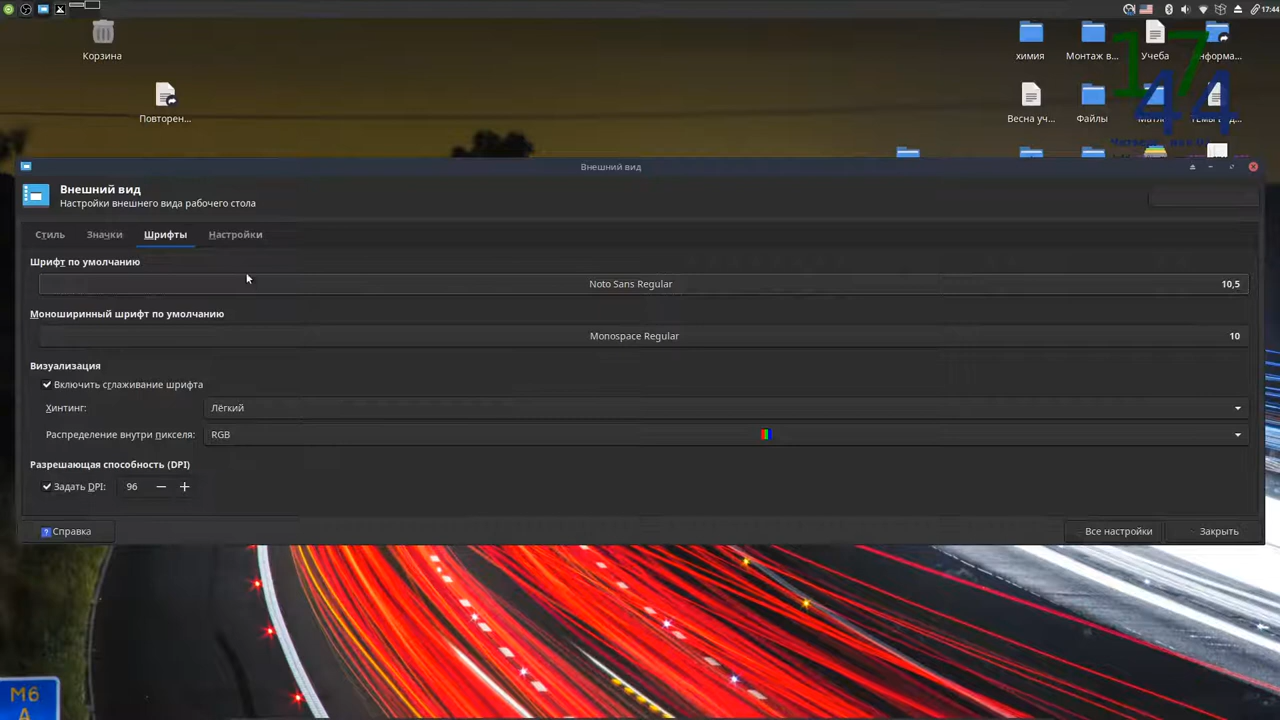 17:44
Корзина
химия
Монтаж в...
Учеба
17
44
Повторен...
Весна уч...
Файлы
Внешний вид
Внешний вид
Настройки внешнего вида рабочего стола
Стиль
Значки
Шрифты
Настройки
Шрифт по умолчанию
Noto Sans Regular
10,5
Моноширинный шрифт по умолчанию
Monospace Regular
10
Визуализация
Включить сглаживание шрифта
Хинтинг:
Лёгкий
Распределение внутри пикселя:
RGB
Разрешающая способность (DPI)
Задать DPI:
96
Справка
Все настройки
Закрыть
M6
A